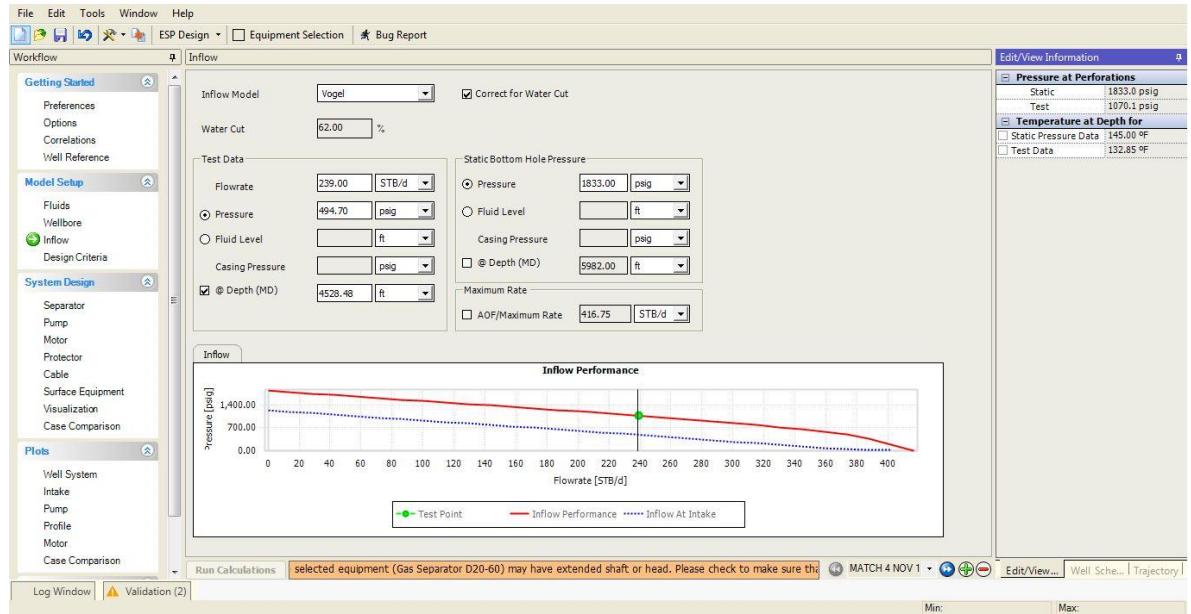 File Edit Tools Window Help
ESP Design Equipment Selection Bug Report
Workflow
Getting Started
Preferences
Options
Correlations
Well Reference
Model Setup
Fluids
Wellbore
Inflow
Design Criteria
System Design
Separator
Pump
Motor
Protector
Cable
Surface Equipment
Visualization
Case Comparison
Plots
Well System
Intake
Pump
Profile
Motor
Case Comparison
Inflow
Inflow Model Vogel Correct for Water Cut
Water Cut 62.00 %
Test Data
Flowrate 239.00 STB/d
Pressure 494.70 psig
Fluid Level ft
Casing Pressure psig
@ Depth (MD) 4528.48 ft
Static Bottom Hole Pressure
Pressure 1833.00 psig
Fluid Level ft
Casing Pressure psig
@ Depth (MD) 5982.00 ft
Maximum Rate
AOF/Maximum Rate 416.75 STB/d
Inflow
Inflow Performance
Pressure [psig]
1,400.00
700.00
0.00
0 20 40 60 80 100 120 140 160 180 200 220 240 260 280 300 320 340 360 380 400
Flowrate [STB/d]
Test Point Inflow Performance Inflow At Intake
Run Calculations selected equipment (Gas Separator D20-60) may have extended shaft or head. Please check to make sure tha MATCH 4 NOV 1
Edit/View Information
Pressure at Perforations
Static 1833.0 psig
Test 1070.1 psig
Temperature at Depth for
Static Pressure Data 145.00 ºF
Test Data 132.85 ºF
Edit/View... Well Sche... Trajectory
Log Window Validation (2)
Min: Max: